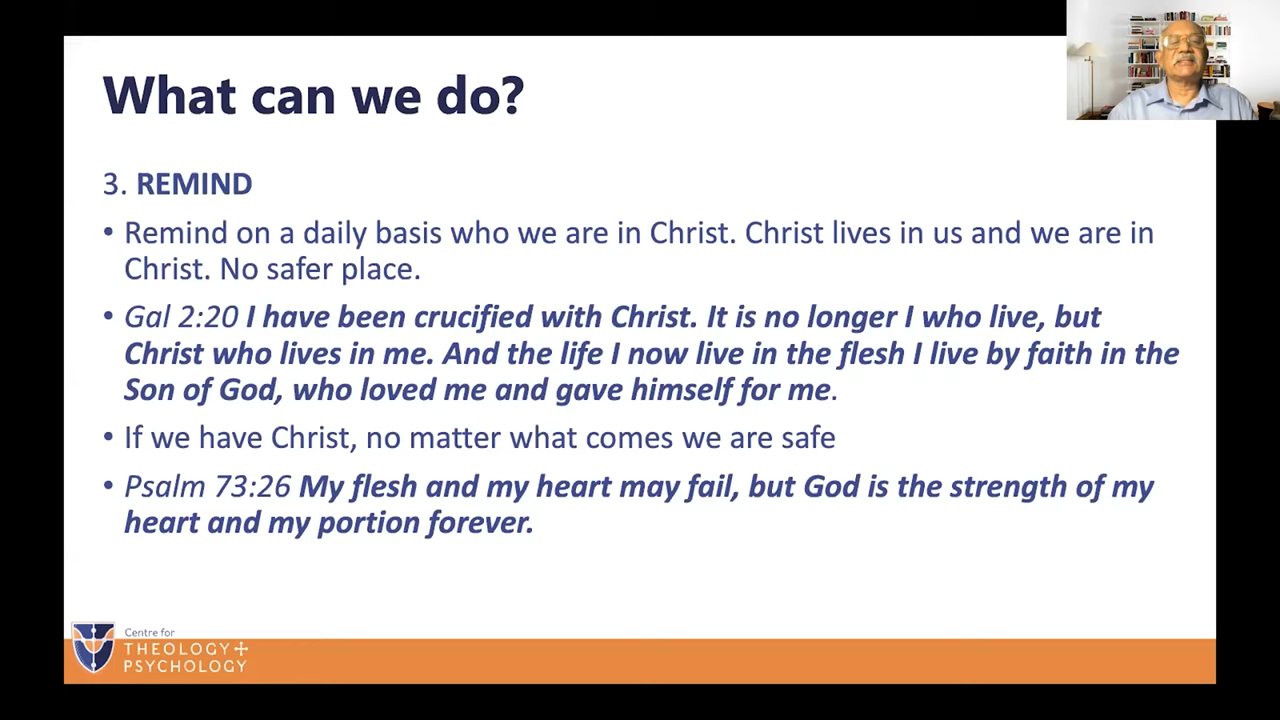 What can we do?
3. REMIND
• Remind on a daily basis who we are in Christ. Christ lives in us and we are in
Christ. No safer place.
• Gal 2:20 I have been crucified with Christ. It is no longer I who live, but
Christ who lives in me. And the life I now live in the flesh I live by faith in the
Son of God, who loved me and gave himself for me.
• If we have Christ, no matter what comes we are safe
• Psalm 73:26 My flesh and my heart may fail, but God is the strength of my
heart and my portion forever.
Centre for
THEOLOGY+
PSYCHOLOGY